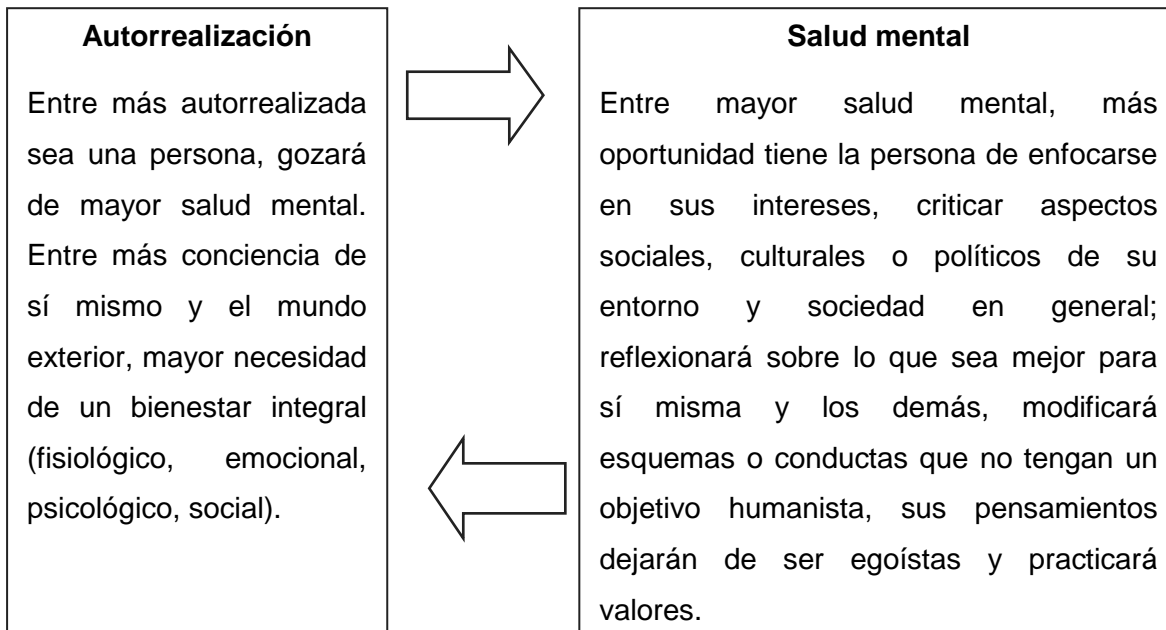 Autorrealización
Entre más autorrealizada
sea una persona, gozará
de mayor salud mental.
Entre más conciencia de
sí mismo y el mundo
exterior, mayor necesidad
de un bienestar integral
(fisiológico, emocional,
psicológico, social).
Salud mental
Entre mayor salud mental, más
oportunidad tiene la persona de enfocarse
en sus intereses, criticar aspectos
sociales, culturales o políticos de su
entorno y sociedad en general;
reflexionará sobre lo que sea mejor para
sí misma y los demás, modificará
esquemas o conductas que no tengan un
objetivo humanista, sus pensamientos
dejarán de ser egoístas y practicará
valores.